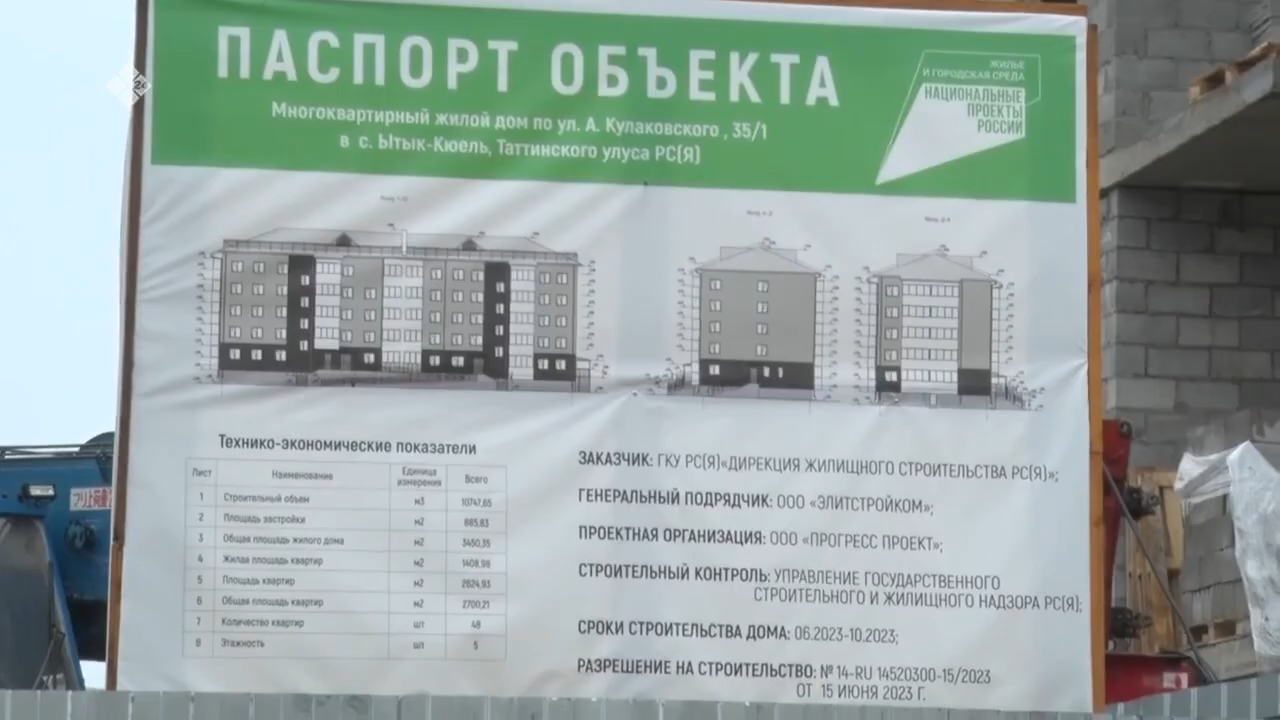 ПАСПОРТ ОБЪЕКТА
Многоквартирный жилой дом по ул. А. Кулаковского , 35/1
в с. Ытык-Кюель, Таттинского улуса РС(Я)
ЖИЛЬЕ
И ГОРОДСКАЯ СРЕДА
НАЦИОНАЛЬНЫЕ
ПРОЕКТЫ
РОССИИ
24
Технико-экономические показатели
Лист Наименование Единица измерения Всего
1 Строительный объем м3 10747,65
2 Площадь застройки м2 885,83
3 Общая площадь жилого дома м2 3450,35
4 Жилая площадь квартир м2 1408,98
5 Площадь квартир м2 2624,93
6 Общая площадь квартир м2 2700,21
7 Количество квартир шт 48
8 Этажность шт 5
ЗАКАЗЧИК: ГКУ РС(Я)«ДИРЕКЦИЯ ЖИЛИЩНОГО СТРОИТЕЛЬСТВА РС(Я)»;
ГЕНЕРАЛЬНЫЙ ПОДРЯДЧИК: ООО «ЭЛИТСТРОЙКОМ»;
ПРОЕКТНАЯ ОРГАНИЗАЦИЯ: ООО «ПРОГРЕСС ПРОЕКТ»;
СТРОИТЕЛЬНЫЙ КОНТРОЛЬ: УПРАВЛЕНИЕ ГОСУДАРСТВЕННОГО
СТРОИТЕЛЬНОГО И ЖИЛИЩНОГО НАДЗОРА РС(Я);
СРОКИ СТРОИТЕЛЬСТВА ДОМА: 06.2023-10.2023;
РАЗРЕШЕНИЕ НА СТРОИТЕЛЬСТВО: № 14-RU 14520300-15/2023
ОТ 15 ИЮНЯ 2023 Г.